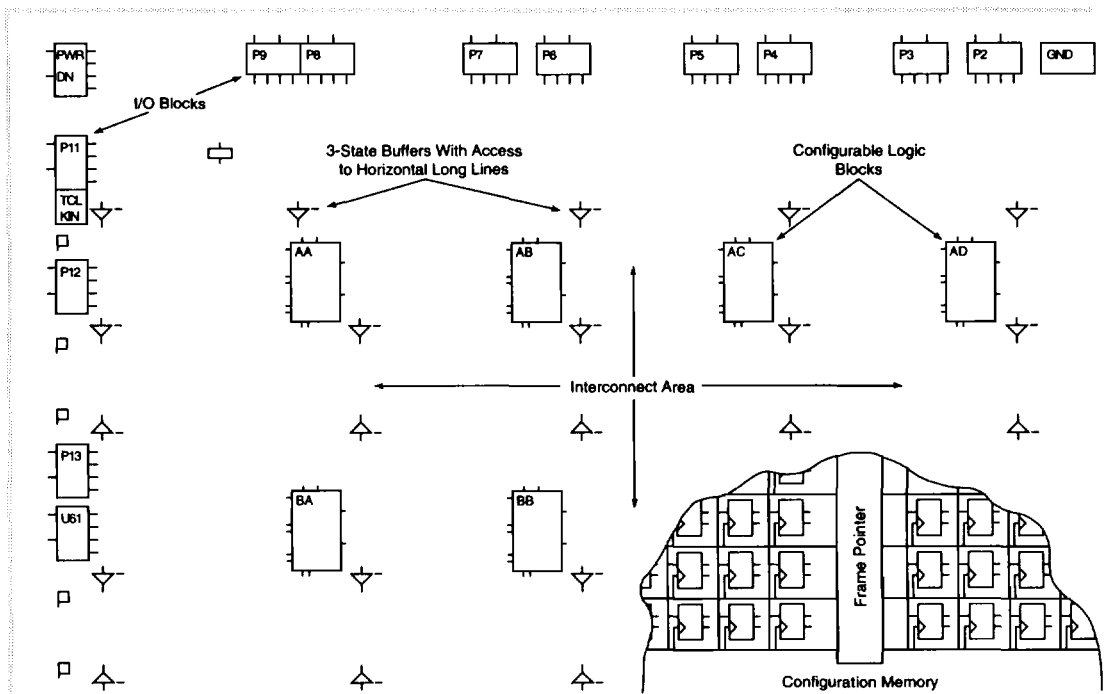 PWR
DN
P9
P8
P7
P6
P5
P4
P3
P2
GND
I/O Blocks
P11
TCL
KIN
3-State Buffers With Access
to Horizontal Long Lines
Configurable Logic
Blocks
P12
AA
AB
AC
AD
Interconnect Area
P13
U61
BA
BB
Frame Pointer
Configuration Memory